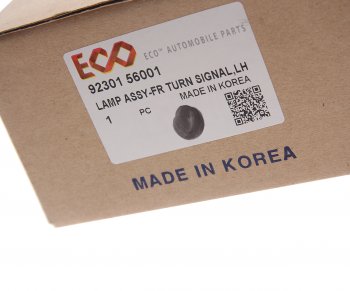 ECO
ECO® AUTOMOBILE PARTS
92301 56001
LAMP ASSY-FR TURN SIGNAL,LH
1 PC MADE IN KOREA
MADE IN KOREA